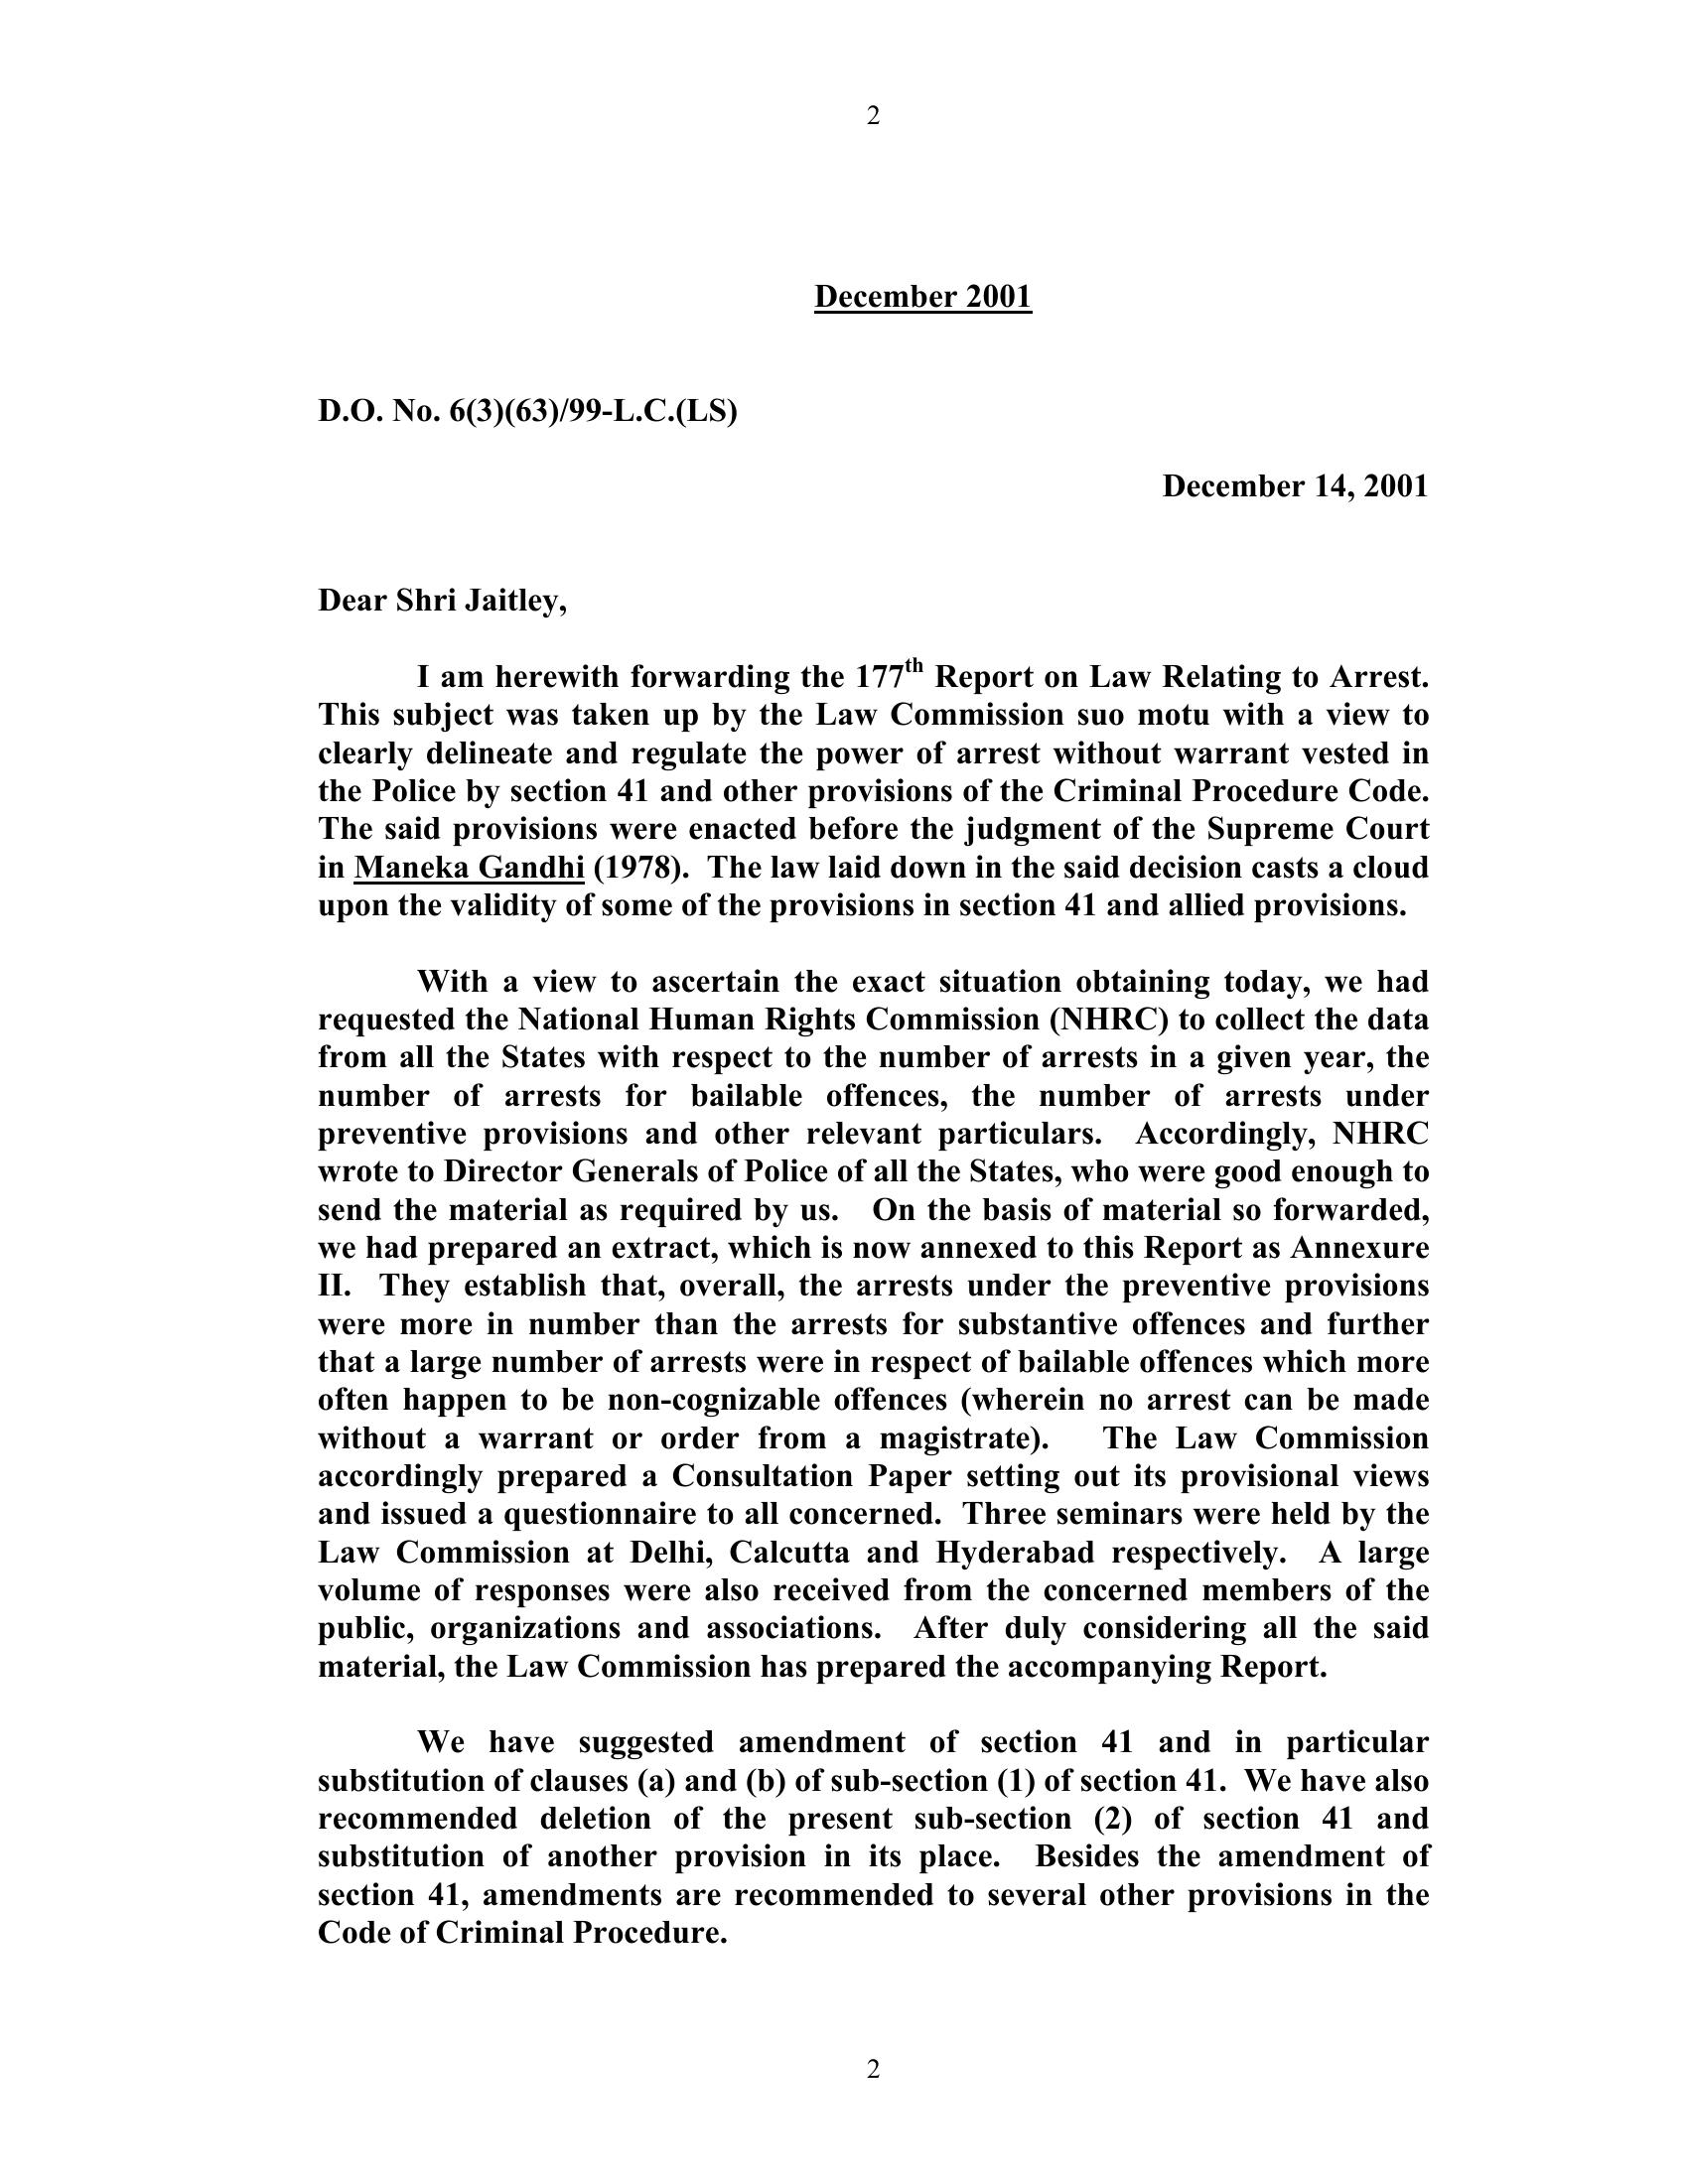 2
December 2001
D.O. No. 6(3)(63)/99-L.C.(LS)
December 14, 2001
Dear Shri Jaitley,
I am herewith forwarding the 177th Report on Law Relating to Arrest.
This subject was taken up by the Law Commission suo motu with a view to
clearly delineate and regulate the power of arrest without warrant vested in
the Police by section 41 and other provisions of the Criminal Procedure Code.
The said provisions were enacted before the judgment of the Supreme Court
in Maneka Gandhi (1978). The law laid down in the said decision casts a cloud
upon the validity of some of the provisions in section 41 and allied provisions.
With a view to ascertain the exact situation obtaining today, we had
requested the National Human Rights Commission (NHRC) to collect the data
from all the States with respect to the number of arrests in a given year, the
number of arrests for bailable offences, the number of arrests under
preventive provisions and other relevant particulars. Accordingly, NHRC
wrote to Director Generals of Police of all the States, who were good enough to
send the material as required by us. On the basis of material so forwarded,
we had prepared an extract, which is now annexed to this Report as Annexure
II. They establish that, overall, the arrests under the preventive provisions
were more in number than the arrests for substantive offences and further
that a large number of arrests were in respect of bailable offences which more
often happen to be non-cognizable offences (wherein no arrest can be made
without a warrant or order from a magistrate). The Law Commission
accordingly prepared a Consultation Paper setting out its provisional views
and issued a questionnaire to all concerned. Three seminars were held by the
Law Commission at Delhi, Calcutta and Hyderabad respectively. A large
volume of responses were also received from the concerned members of the
public, organizations and associations. After duly considering all the said
material, the Law Commission has prepared the accompanying Report.
We have suggested amendment of section 41 and in particular
substitution of clauses (a) and (b) of sub-section (1) of section 41. We have also
recommended deletion of the present sub-section (2) of section 41 and
substitution of another provision in its place. Besides the amendment of
section 41, amendments are recommended to several other provisions in the
Code of Criminal Procedure.
2